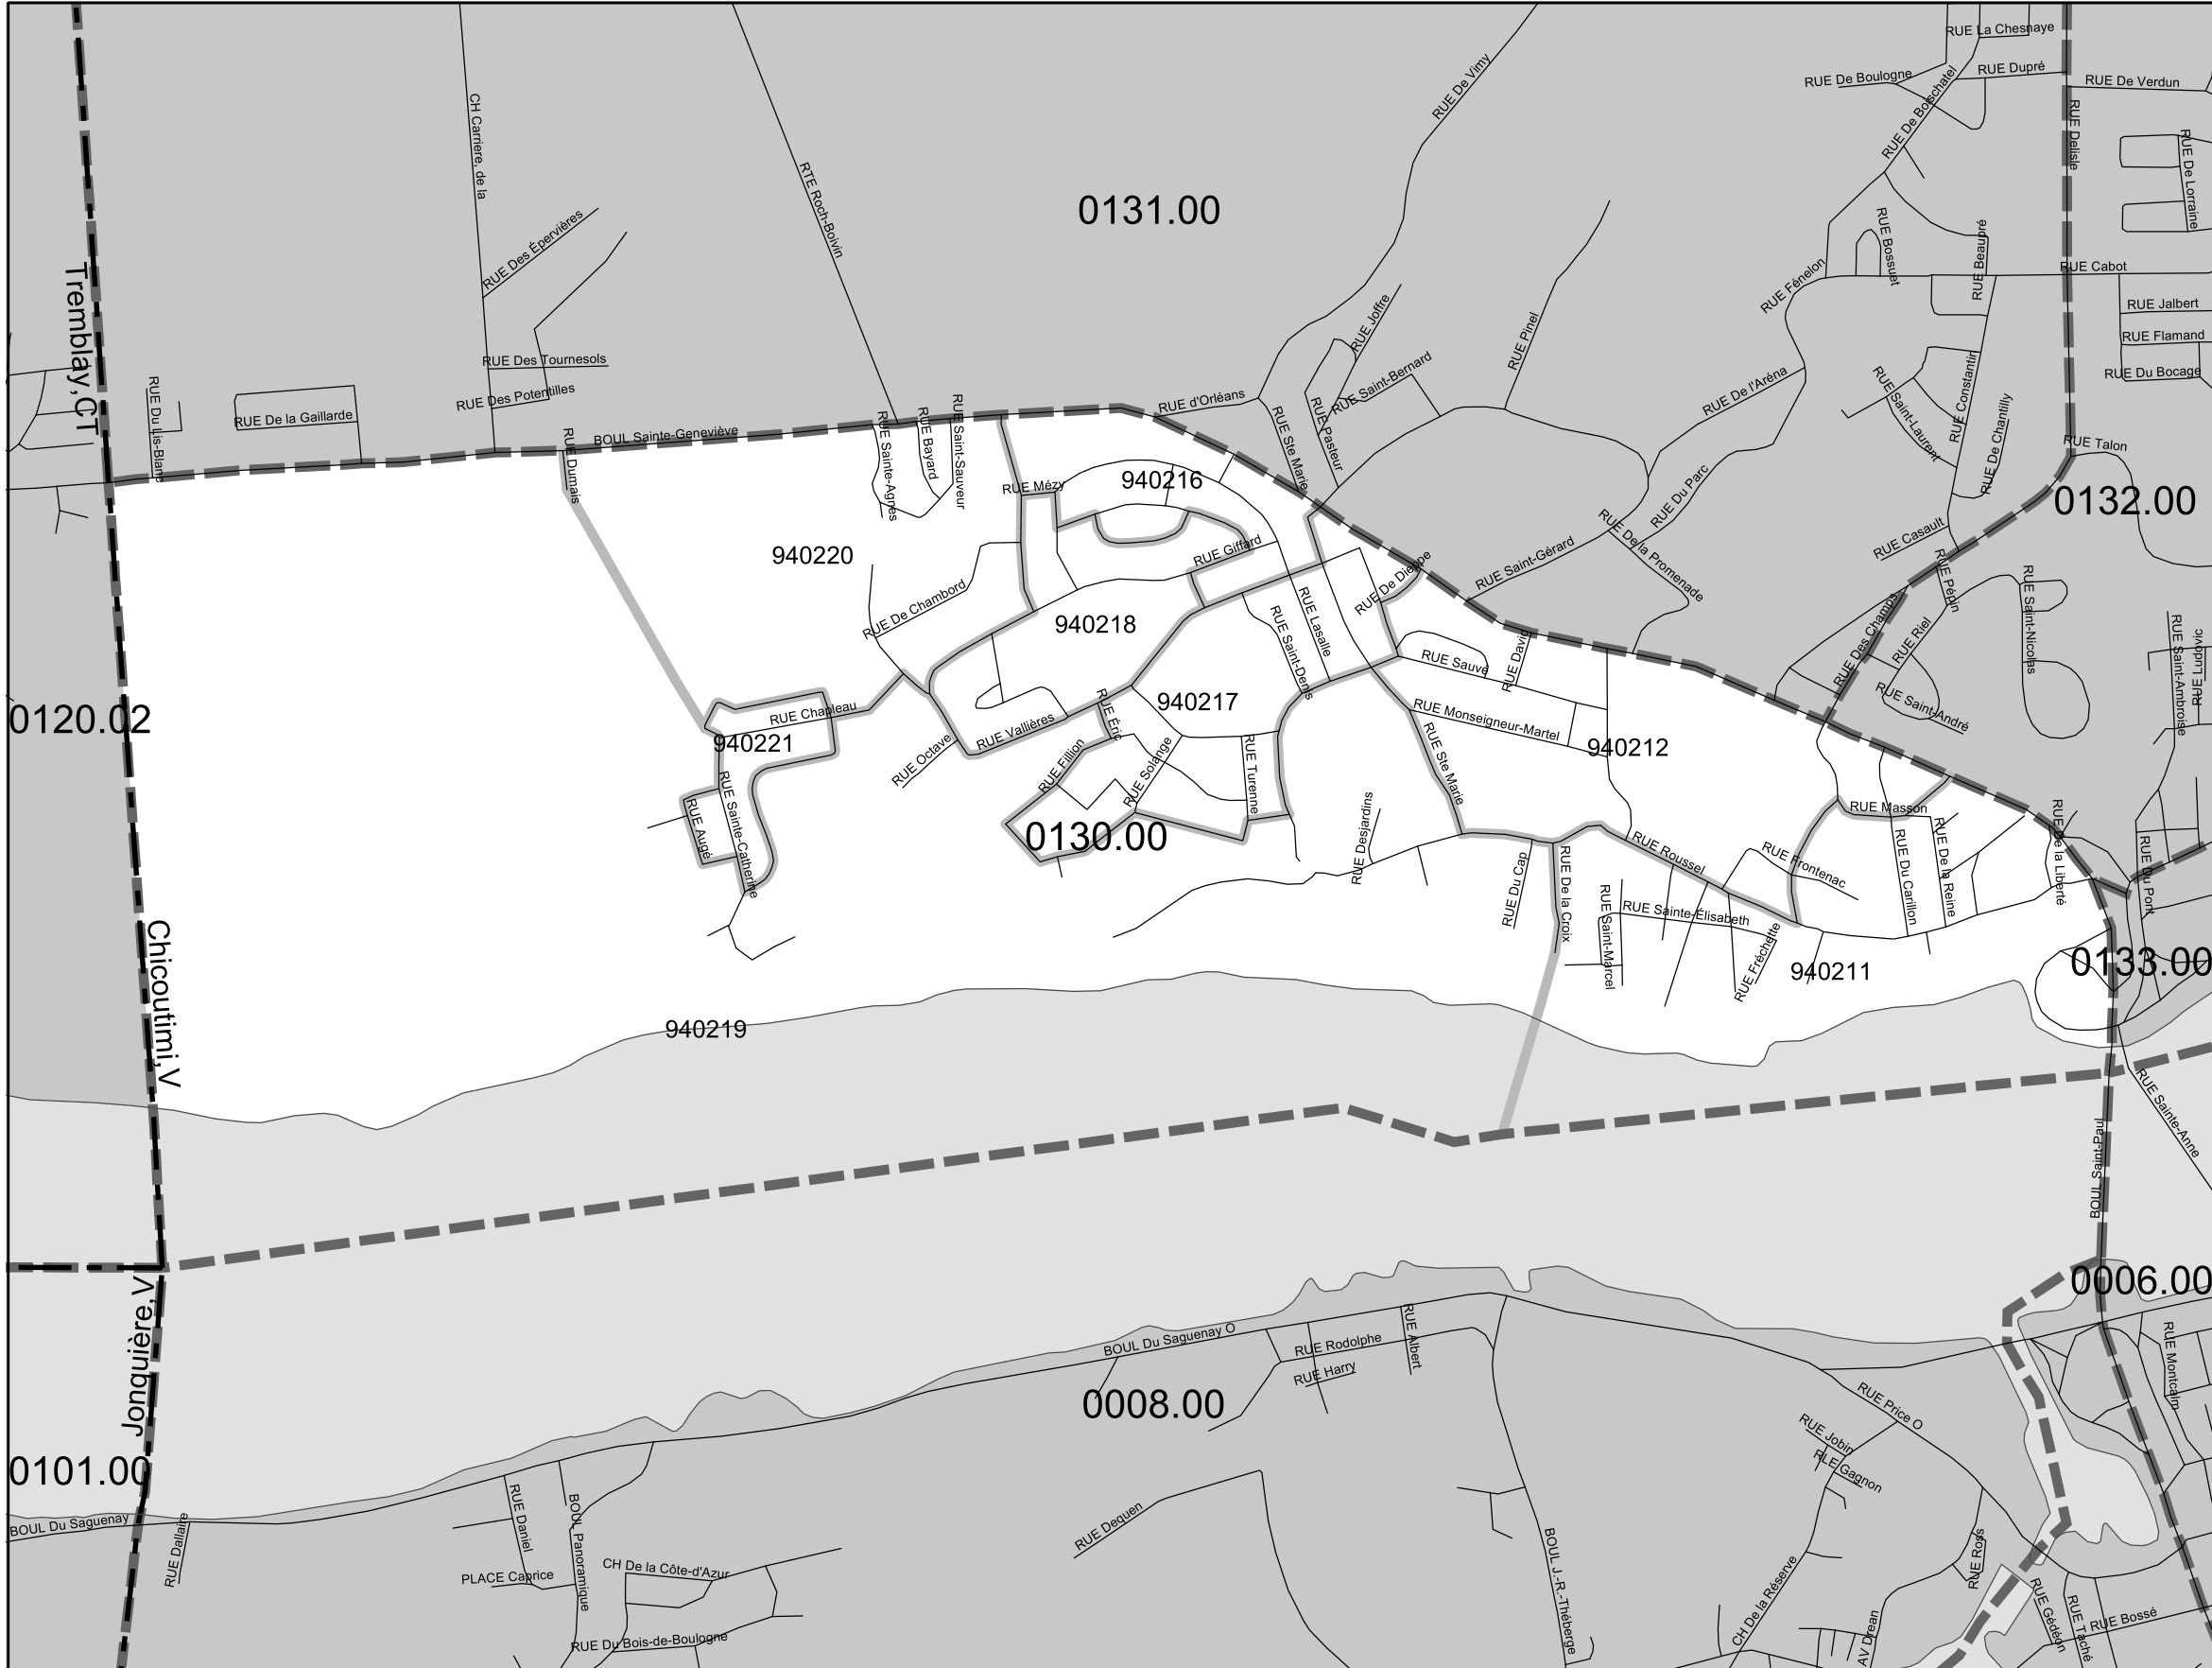 RUE La Chesnaye
RUE De Boulogne
RUE Dupré
RUE De Verdun
RUE De Boischatel
RUE Delisle
RUE De Lorraine
RUE De Vimy
CH Carriere, de la
RTE Roch-Boivin
0131.00
RUE Des Épervières
RUE Bossuet
RUE Beaupré
RUE Cabot
RUE Fénelon
RUE Jalbert
RUE Flamand
RUE Du Bocage
Tremblay,CT
RUE Joffre
RUE Pinel
RUE Des Tournesols
RUE Des Potentilles
RUE Saint-Bernard
RUE De l'Aréna
RUE Saint-Laurent
RUE Constantin
RUE De Chantilly
RUE Talon
RUE Du Lis-Blanc
RUE De la Gaillarde
RUE d'Orléans
RUE Ste Marie
RUE Pasteur
BOUL Sainte-Geneviève
RUE Dumais
RUE Sainte-Agnes
RUE Bayard
RUE Saint-Sauveur
RUE Mézy
940216
RUE Du Parc
0132.00
RUE Casault
RUE De la Promenade
RUE Saint-Gérard
940220
RUE Giffard
RUE De Dieppe
RUE Pépin
RUE Saint-Nicolas
RUE De Chambord
940218
RUE Saint-Denis
RUE Lasalle
RUE Des Champs
RUE Riel
RUE Saint-André
RUE Saint-Ambroise
RUE Ludovic
RUE Sauvé
RUE David
0120.02
RUE Chapleau
940221
RUE Octave
RUE Vallières
RUE Éric
940217
RUE Monseigneur-Martel
RUE Ste Marie
940212
RUE Fillion
RUE Solange
RUE Turenne
RUE Augé
RUE Sainte-Catherine
0130.00
RUE Desjardins
RUE Du Cap
RUE De la Croix
RUE Roussel
RUE Frontenac
RUE Masson
RUE Du Carillon
RUE De la Reine
RUE De la Liberté
RUE Du Pont
RUE Saint-Marcel
RUE Sainte-Élisabeth
RUE Fréchette
940211
0133.00
Chicoutimi,V
940219
RUE Sainte-Anne
BOUL Saint-Paul
Jonquière,V
0006.00
BOUL Du Saguenay O
RUE Rodolphe
RUE Harry
RUE Albert
RUE Montcalm
0008.00
RUE Price O
RUE Jobin
RLE Gagnon
0101.00
BOUL Du Saguenay
RUE Dallaire
RUE Daniel
BOUL Panoramique
PLACE Caprice
CH De la Côte-d'Azur
RUE Du Bois-de-Boulogne
RUE Dequen
BOUL J.-R.-Théberge
CH De la Réserve
AV Drean
RUE Ross
RUE Gédéon
RUE Taché
RUE Bossé